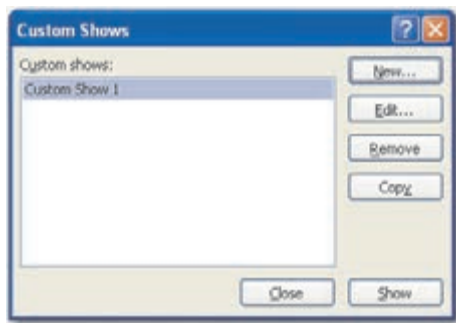 Custom Shows
Custom shows:
Custom Show 1
New...
Edit...
Remove
Copy
Close
Show